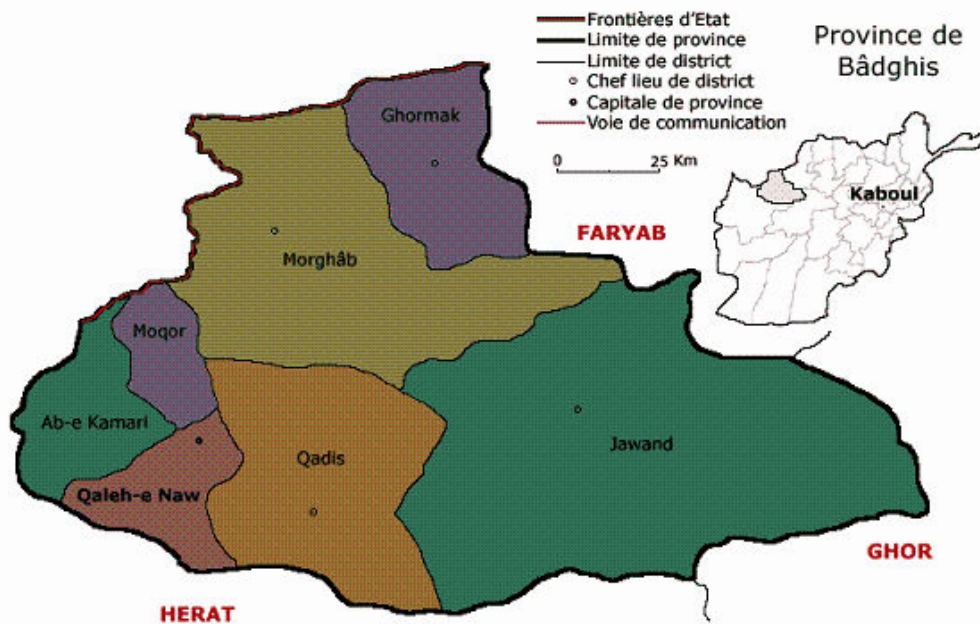 Frontières d'Etat
Limite de province
Limite de district
Chef lieu de district
Capitale de province
Voie de communication
0 25 Km
Province de
Bâdghis
Kaboul
Ghormak
FARYAB
Morghâb
Moqor
Ab-e Kamari
Qadis
Jawand
Qaleh-e Naw
GHOR
HERAT